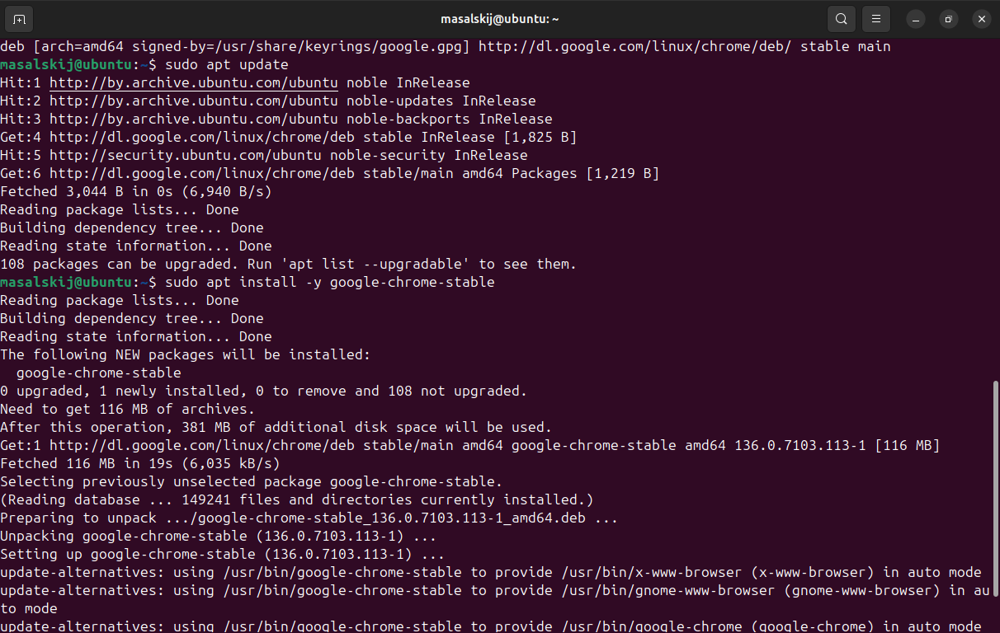 masalskij@ubuntu: ~
deb [arch=amd64 signed-by=/usr/share/keyrings/google.gpg] http://dl.google.com/linux/chrome/deb/ stable main
masalskij@ubuntu:~$ sudo apt update
Hit:1 http://by.archive.ubuntu.com/ubuntu noble InRelease
Hit:2 http://by.archive.ubuntu.com/ubuntu noble-updates InRelease
Hit:3 http://by.archive.ubuntu.com/ubuntu noble-backports InRelease
Get:4 http://dl.google.com/linux/chrome/deb stable InRelease [1,825 B]
Hit:5 http://security.ubuntu.com/ubuntu noble-security InRelease
Get:6 http://dl.google.com/linux/chrome/deb stable/main amd64 Packages [1,219 B]
Fetched 3,044 B in 0s (6,940 B/s)
Reading package lists... Done
Building dependency tree... Done
Reading state information... Done
108 packages can be upgraded. Run 'apt list --upgradable' to see them.
masalskij@ubuntu:~$ sudo apt install -y google-chrome-stable
Reading package lists... Done
Building dependency tree... Done
Reading state information... Done
The following NEW packages will be installed:
  google-chrome-stable
0 upgraded, 1 newly installed, 0 to remove and 108 not upgraded.
Need to get 116 MB of archives.
After this operation, 381 MB of additional disk space will be used.
Get:1 http://dl.google.com/linux/chrome/deb stable/main amd64 google-chrome-stable amd64 136.0.7103.113-1 [116 MB]
Fetched 116 MB in 19s (6,035 kB/s)
Selecting previously unselected package google-chrome-stable.
(Reading database ... 149241 files and directories currently installed.)
Preparing to unpack .../google-chrome-stable_136.0.7103.113-1_amd64.deb ...
Unpacking google-chrome-stable (136.0.7103.113-1) ...
Setting up google-chrome-stable (136.0.7103.113-1) ...
update-alternatives: using /usr/bin/google-chrome-stable to provide /usr/bin/x-www-browser (x-www-browser) in auto mode
update-alternatives: using /usr/bin/google-chrome-stable to provide /usr/bin/gnome-www-browser (gnome-www-browser) in au
to mode
update-alternatives: using /usr/bin/google-chrome-stable to provide /usr/bin/google-chrome (google-chrome) in auto mode